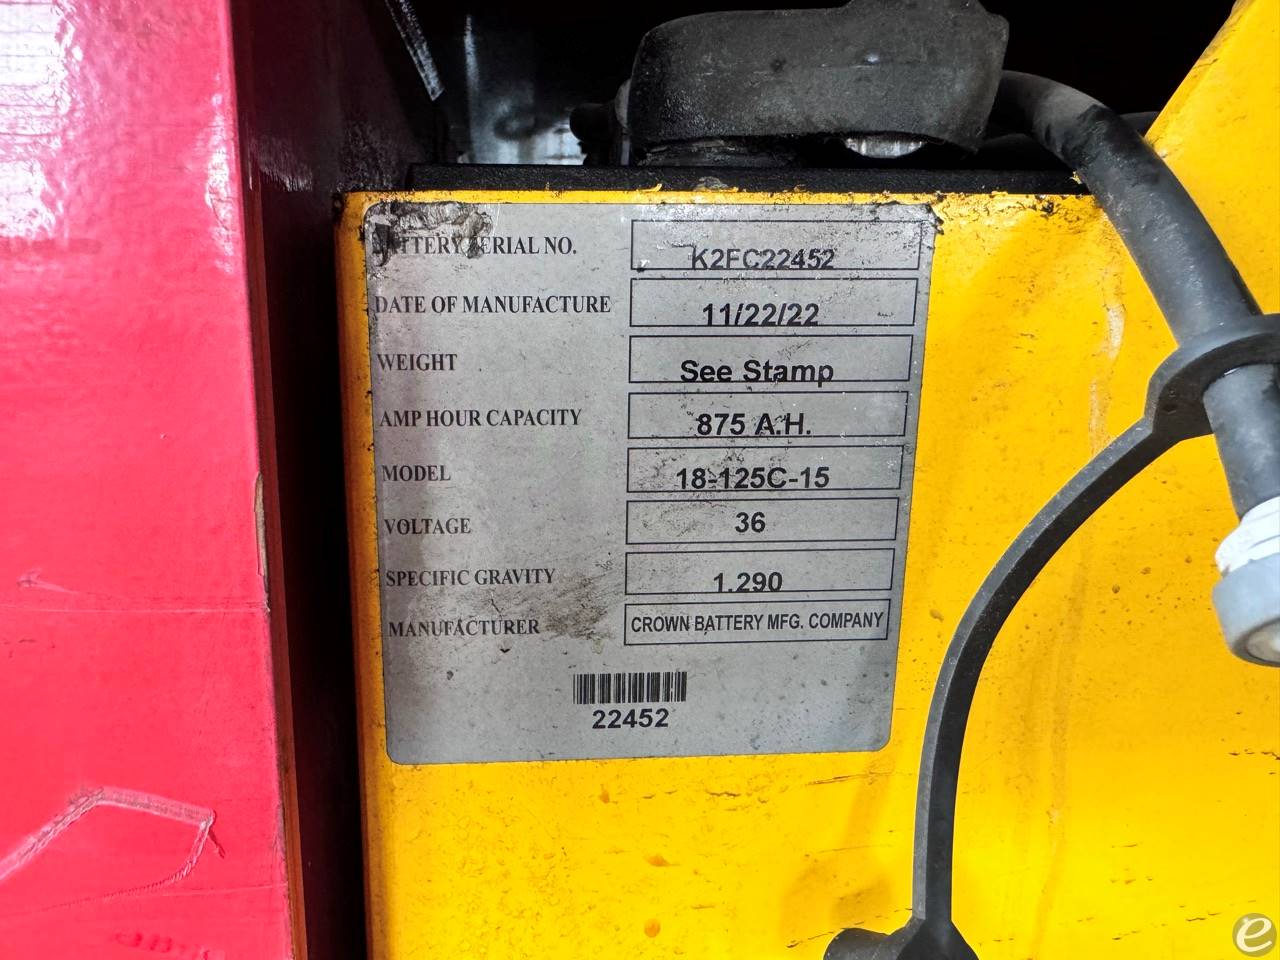 BATTERY SERIAL NO. K2FC22452
DATE OF MANUFACTURE 11/22/22
WEIGHT See Stamp
AMP HOUR CAPACITY 875 A.H.
MODEL 18-125C-15
VOLTAGE 36
SPECIFIC GRAVITY 1.290
MANUFACTURER CROWN BATTERY MFG. COMPANY
22452
e